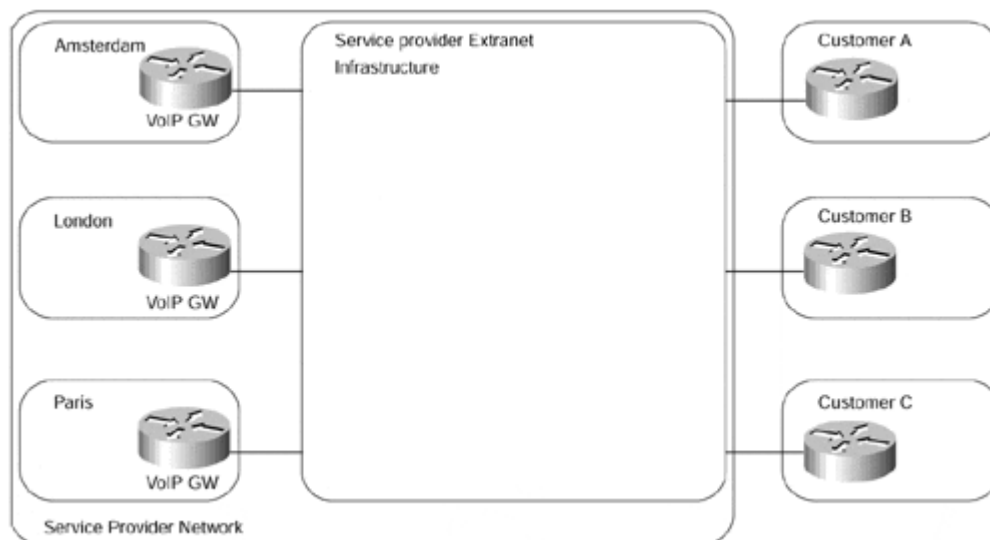 Amsterdam
VoIP GW
London
VoIP GW
Paris
VoIP GW
Service Provider Network
Service provider Extranet
Infrastructure
Customer A
Customer B
Customer C